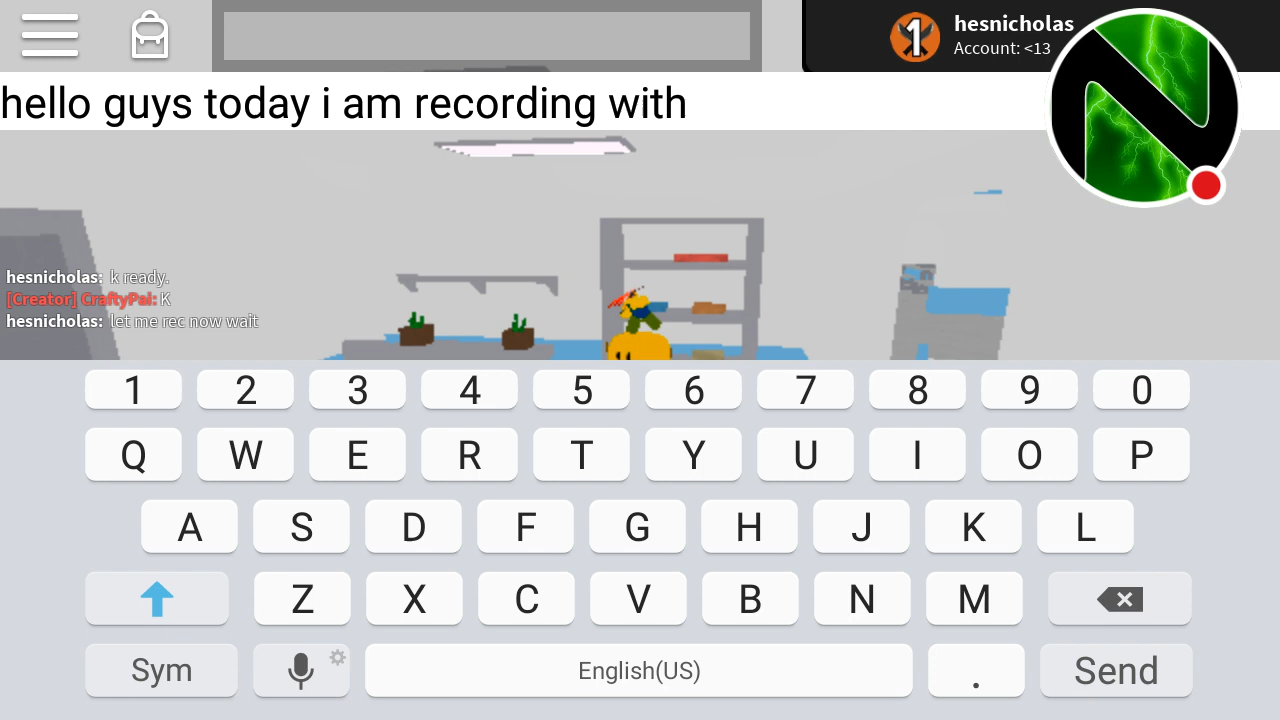 hesnicholas
Account: <13
hello guys today i am recording with
hesnicholas: k ready.
[Creator] CraftyPal: K
hesnicholas: let me rec now wait
1 2 3 4 5 6 7 8 9 0
Q W E R T Y U I O P
A S D F G H J K L
Z X C V B N M
Sym English(US) . Send